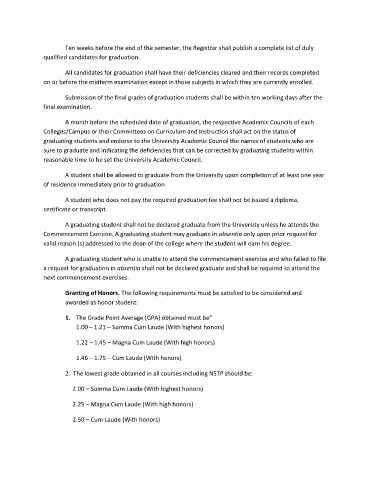 Ten weeks before the end of the semester, the Registrar shall publish a complete list of duly
qualified candidates for graduation.
All candidates for graduation shall have their deficiencies cleared and their records completed
on or before the midterm examination except in those subjects in which they are currently enrolled.
Submission of the final grades of graduation students shall be within ten working days after the
final examination.
A month before the scheduled date of graduation, the respective Academic Councils of each
Colleges/Campus or their Committees on Curriculum and Instruction shall act on the status of
graduating students and endorse to the University Academic Council the names of students who are
sure to graduate and indicating the deficiencies that can be corrected by graduating students within
reasonable time to be set the University Academic Council.
A student shall be allowed to graduate from the University upon completion of at least one year
of residence immediately prior to graduation.
A student who does not pay the required graduation fee shall not be issued a diploma,
certificate or transcript.
A graduating student shall not be declared graduate from the University unless he attends the
Commencement Exercise. A graduating student may graduate in absentia only upon prior request for
valid reason (s) addressed to the dean of the college where the student will earn his degree.
A graduating student who is unable to attend the commencement exercise and who failed to file
a request for graduation in absentia shall not be declared graduate and shall be required to attend the
next commencement exercises.
Granting of Honors. The following requirements must be satisfied to be considered and
awarded as honor student:
1. The Grade Point Average (GPA) obtained must be"
1.00 – 1.21 – Summa Cum Laude (With highest honors)
1.22 – 1.45 – Magna Cum Laude (With high honors)
1.46 – 1.75 – Cum Laude (With honors)
2. The lowest grade obtained in all courses including NSTP should be:
2.00 – Summa Cum Laude (With highest honors)
2.25 – Magna Cum Laude (With high honors)
2.50 – Cum Laude (With honors)